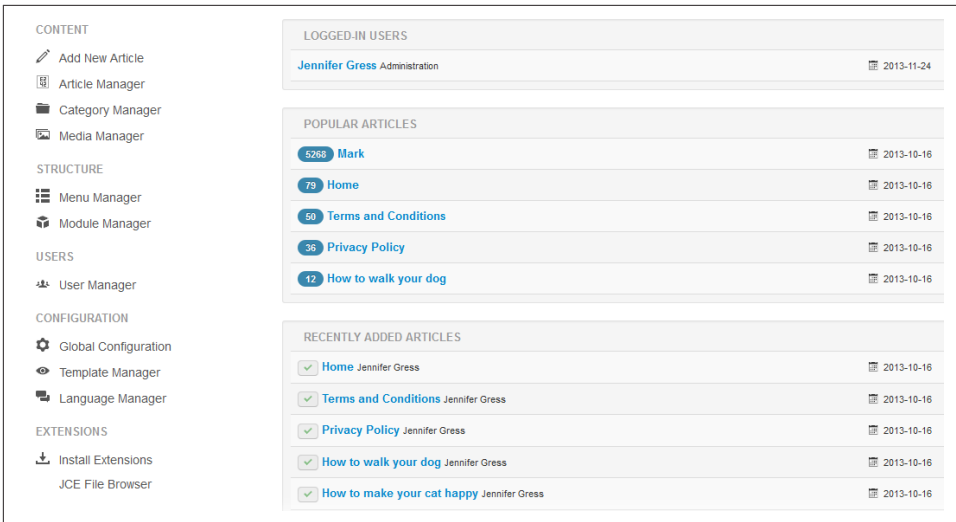 CONTENT
Add New Article
Article Manager
Category Manager
Media Manager
STRUCTURE
Menu Manager
Module Manager
USERS
User Manager
CONFIGURATION
Global Configuration
Template Manager
Language Manager
EXTENSIONS
Install Extensions
JCE File Browser
LOGGED-IN USERS
Jennifer Gress Administration 2013-11-24
POPULAR ARTICLES
5268 Mark 2013-10-16
79 Home 2013-10-16
50 Terms and Conditions 2013-10-16
36 Privacy Policy 2013-10-16
12 How to walk your dog 2013-10-16
RECENTLY ADDED ARTICLES
Home Jennifer Gress 2013-10-16
Terms and Conditions Jennifer Gress 2013-10-16
Privacy Policy Jennifer Gress 2013-10-16
How to walk your dog Jennifer Gress 2013-10-16
How to make your cat happy Jennifer Gress 2013-10-16